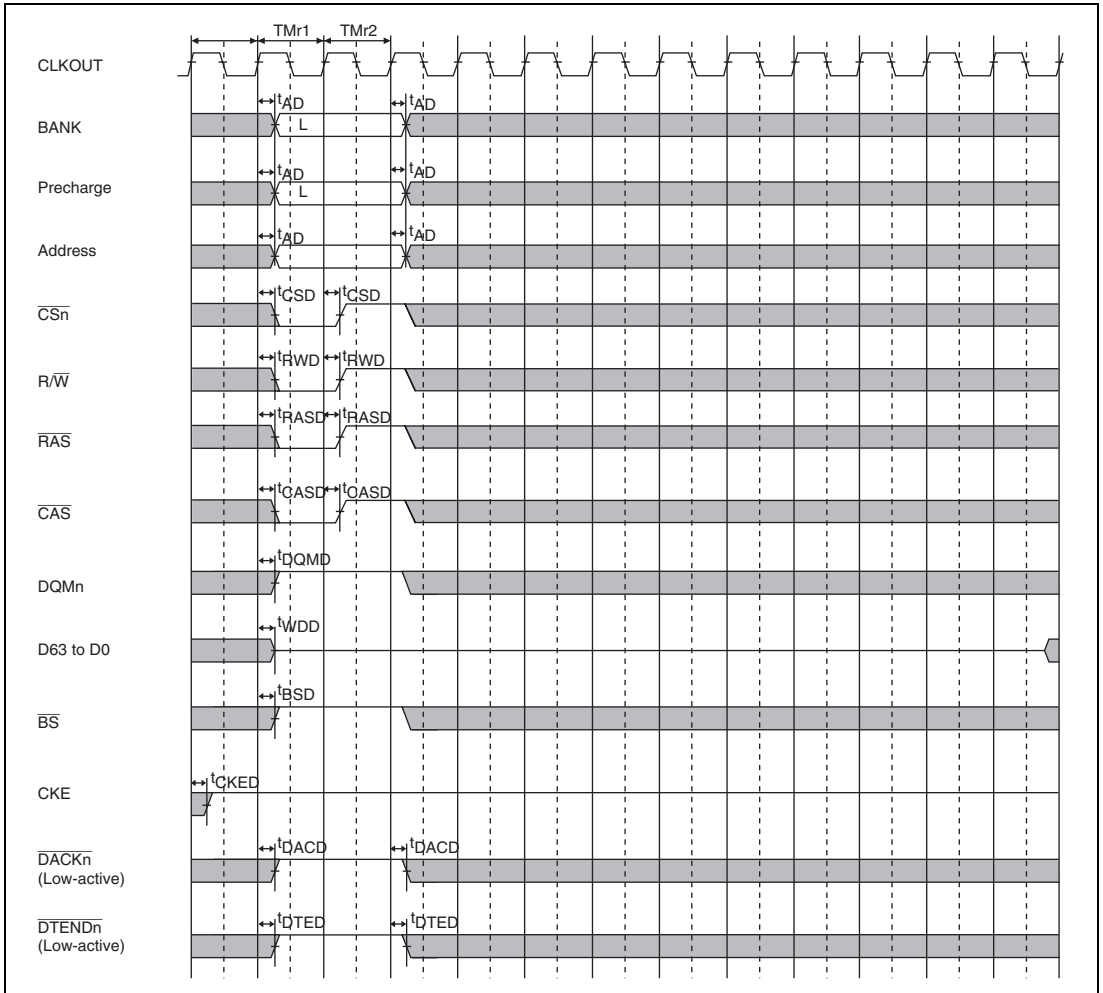 TMr1 TMr2
CLKOUT
tAD tAD
BANK L
tAD tAD
Precharge L
tAD tAD
Address
tCSD tCSD
CSn
tRWD tRWD
R/W
tRASD tRASD
RAS
tCASD tCASD
CAS
tDQMD
DQMn
tWDD
D63 to D0
tBSD
BS
tCKED
CKE
tDACD tDACD
DACKn
(Low-active)
tDTED tDTED
DTENDn
(Low-active)